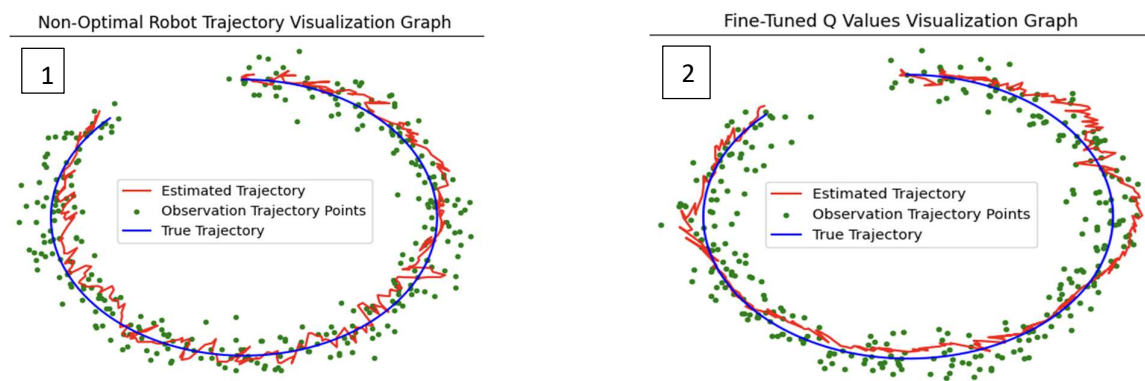 Non-Optimal Robot Trajectory Visualization Graph
1
Estimated Trajectory
Observation Trajectory Points
True Trajectory
Fine-Tuned Q Values Visualization Graph
2
Estimated Trajectory
Observation Trajectory Points
True Trajectory